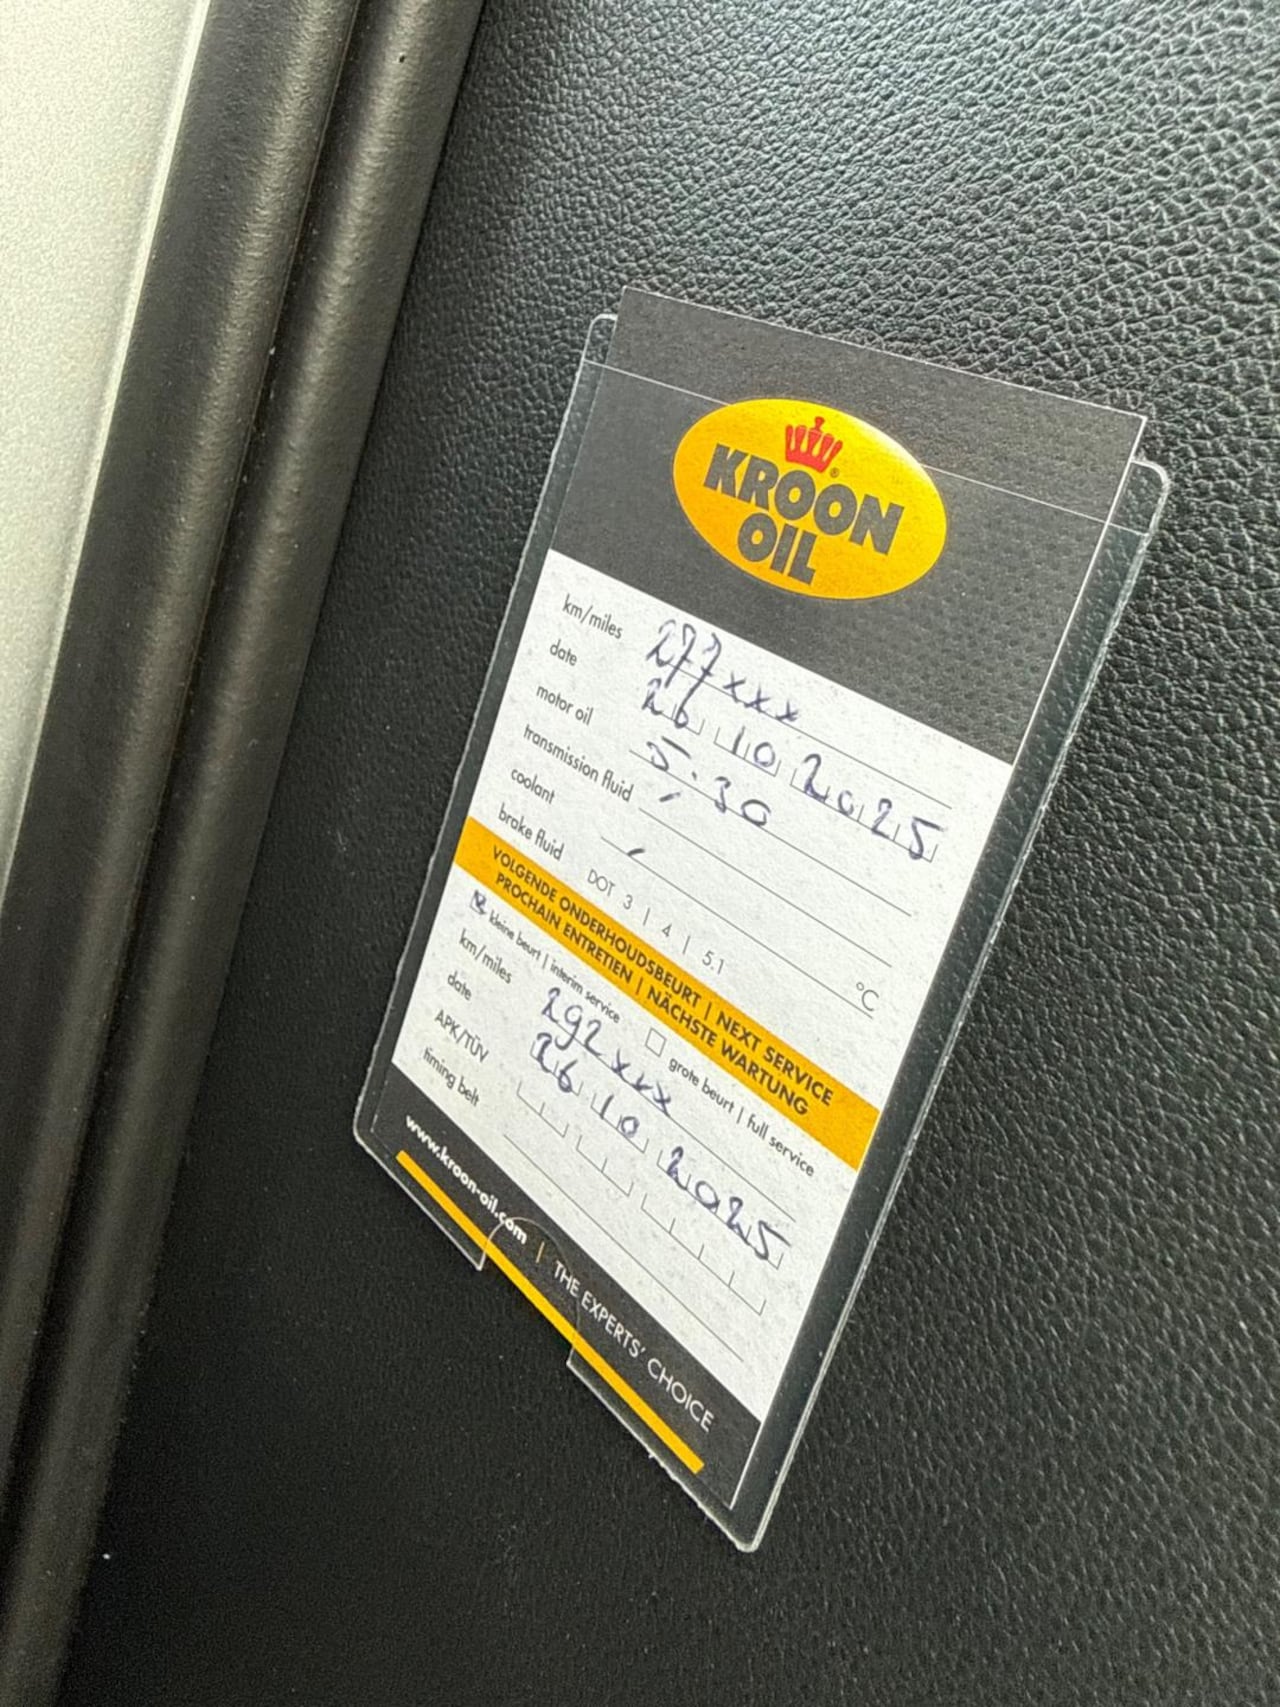 KROON
OIL
km/miles 277xxx
date 26 10 2025
motor oil 5.30
transmission fluid -
coolant - °C
brake fluid DOT 3 | 4 | 5.1
VOLGENDE ONDERHOUDSBEURT | NEXT SERVICE
PROCHAIN ENTRETIEN | NÄCHSTE WARTUNG
kleine beurt | interim service grote beurt | full service
km/miles 292xxx
date 26 10 2025
APK/TÜV
timing belt
www.kroon-oil.com | THE EXPERTS' CHOICE